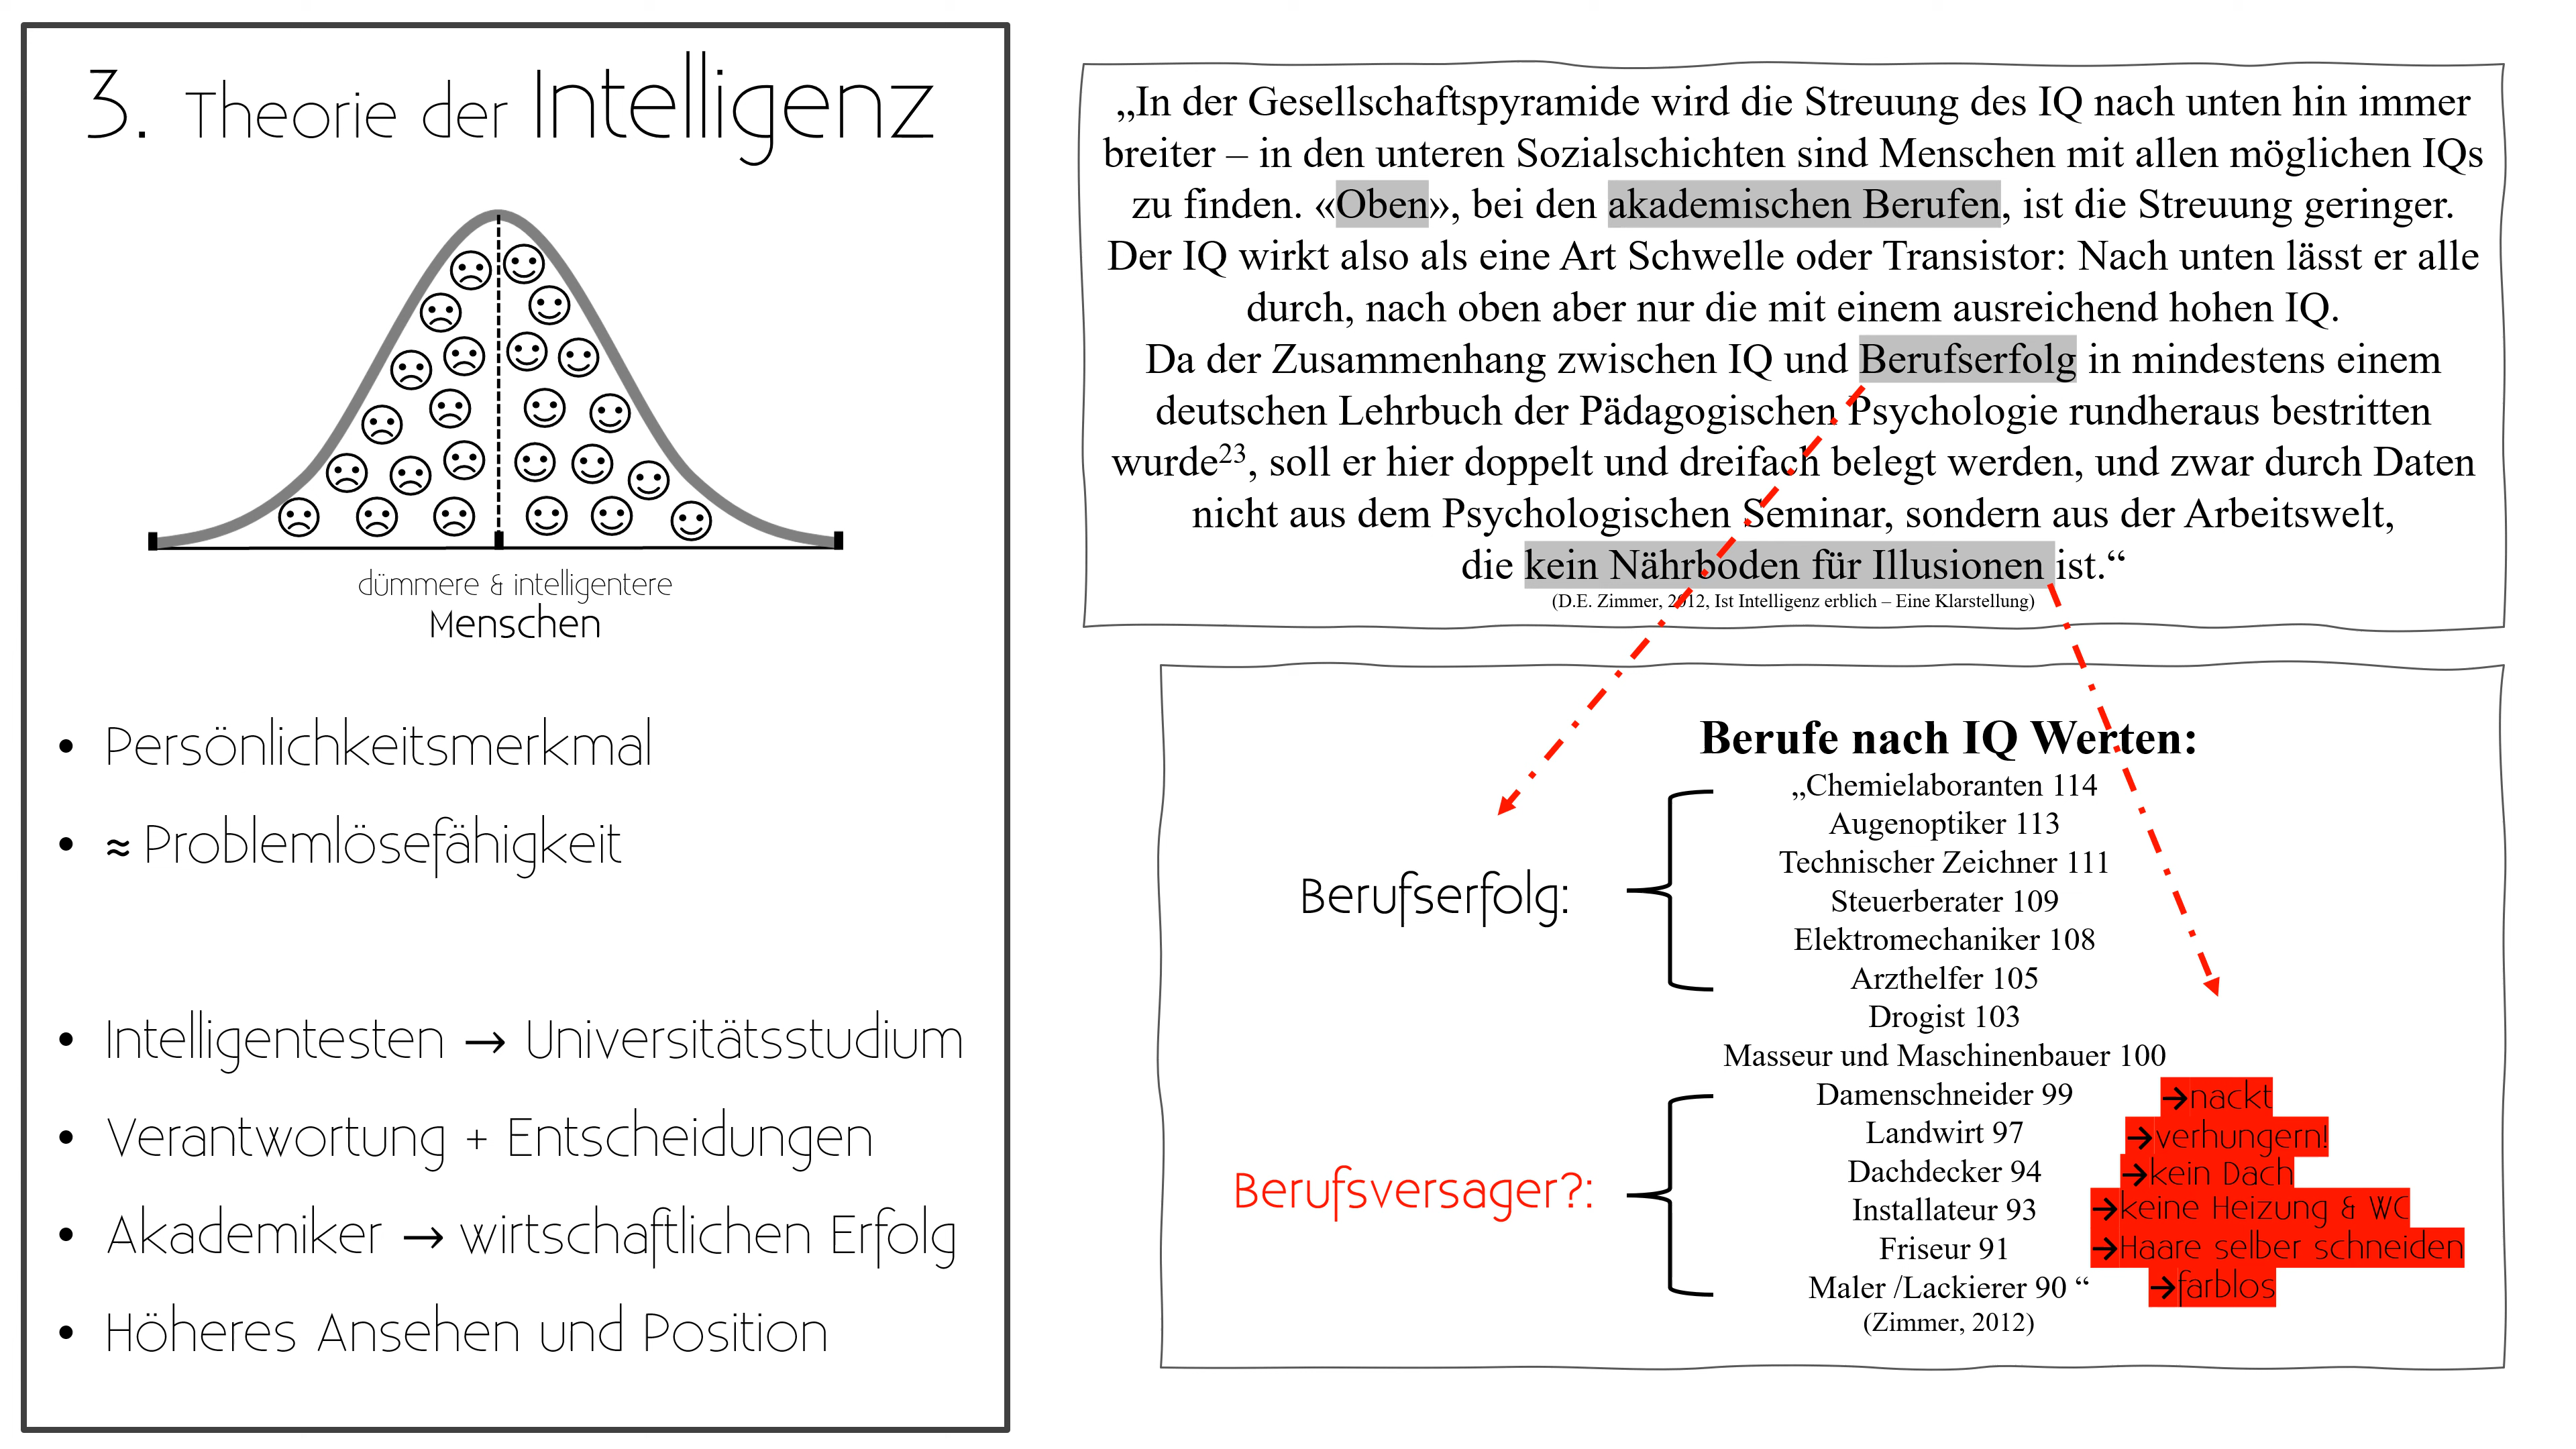 3. Theorie der Intelligenz
dümmere & intelligentere
Menschen
• Persönlichkeitsmerkmal
• ≈ Problemlösefähigkeit
• Intelligentesten → Universitätsstudium
• Verantwortung + Entscheidungen
• Akademiker → wirtschaftlichen Erfolg
• Höheres Ansehen und Position
„In der Gesellschaftspyramide wird die Streuung des IQ nach unten hin immer
breiter – in den unteren Sozialschichten sind Menschen mit allen möglichen IQs
zu finden. «Oben», bei den akademischen Berufen, ist die Streuung geringer.
Der IQ wirkt also als eine Art Schwelle oder Transistor: Nach unten lässt er alle
durch, nach oben aber nur die mit einem ausreichend hohen IQ.
Da der Zusammenhang zwischen IQ und Berufserfolg in mindestens einem
deutschen Lehrbuch der Pädagogischen Psychologie rundheraus bestritten
wurde²³, soll er hier doppelt und dreifach belegt werden, und zwar durch Daten
nicht aus dem Psychologischen Seminar, sondern aus der Arbeitswelt,
die kein Nährboden für Illusionen ist.“
(D.E. Zimmer, 2012, Ist Intelligenz erblich – Eine Klarstellung)
Berufe nach IQ Werten:
„Chemielaboranten 114
Augenoptiker 113
Technischer Zeichner 111
Berufserfolg:
Steuerberater 109
Elektromechaniker 108
Arzthelfer 105
Drogist 103
Masseur und Maschinenbauer 100
Damenschneider 99 →nackt
Landwirt 97 →verhungern!
Dachdecker 94 →kein Dach
Berufsversager?:
Installateur 93 →keine Heizung & WC
Friseur 91 →Haare selber schneiden
Maler /Lackierer 90 “ →farblos
(Zimmer, 2012)